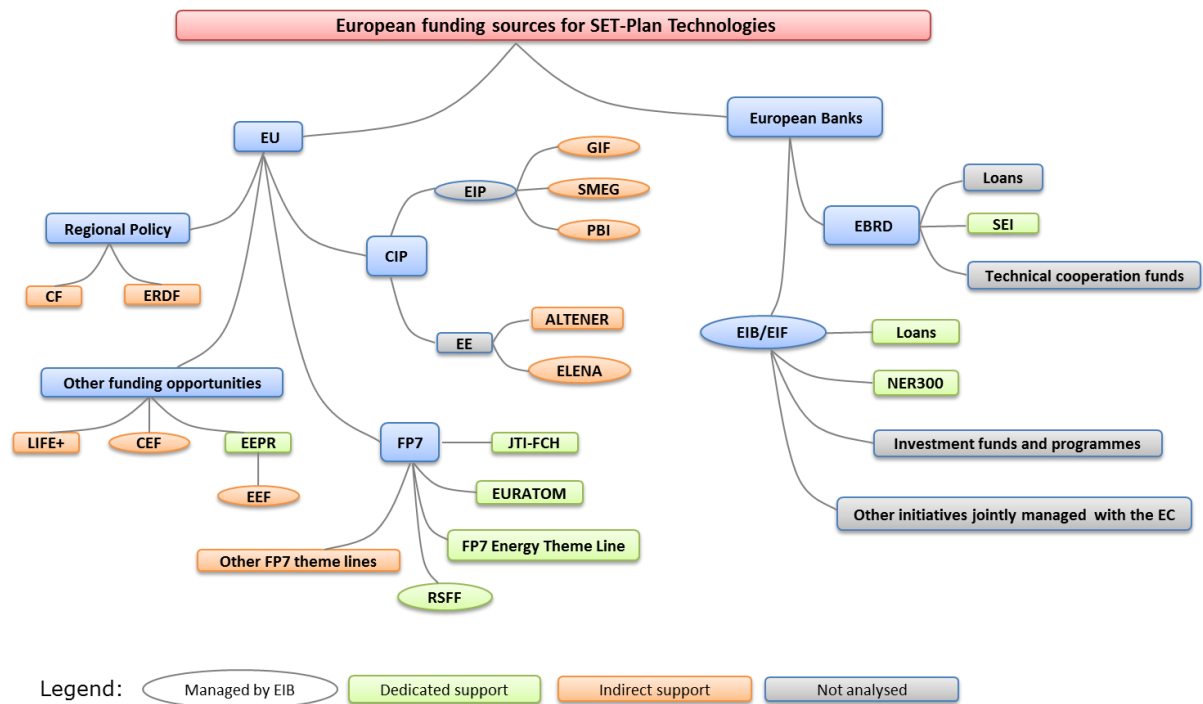 European funding sources for SET-Plan Technologies
EU
European Banks
GIF
EIP
SMEG
PBI
Regional Policy
CIP
CF
ERDF
Loans
SEI
EBRD
Technical cooperation funds
ALTENER
EE
ELENA
EIB/EIF
Loans
NER300
Investment funds and programmes
Other initiatives jointly managed with the EC
Other funding opportunities
LIFE+
CEF
EEPR
EEF
FP7
JTI-FCH
EURATOM
FP7 Energy Theme Line
Other FP7 theme lines
RSFF
Legend:
Managed by EIB
Dedicated support
Indirect support
Not analysed